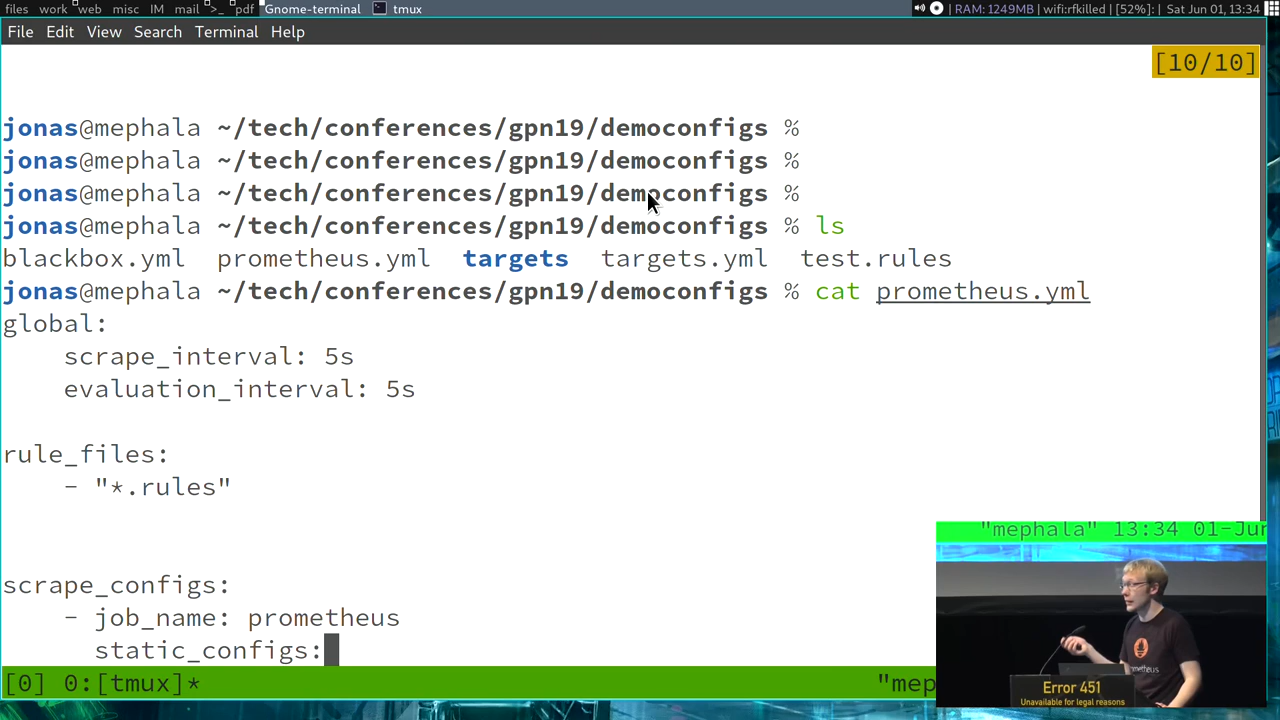 files work web misc IM mail >_ pdf Gnome-terminal tmux | RAM: 1249MB | wifi:rfkilled | [52%]: | Sat Jun 01, 13:34
File Edit View Search Terminal Help
[10/10]
jonas@mephala ~/tech/conferences/gpn19/democonfigs %
jonas@mephala ~/tech/conferences/gpn19/democonfigs %
jonas@mephala ~/tech/conferences/gpn19/democonfigs %
jonas@mephala ~/tech/conferences/gpn19/democonfigs % ls
blackbox.yml prometheus.yml targets targets.yml test.rules
jonas@mephala ~/tech/conferences/gpn19/democonfigs % cat prometheus.yml
global:
scrape_interval: 5s
evaluation_interval: 5s
rule_files:
- "*.rules"
scrape_configs:
- job_name: prometheus
static_configs:
[0] 0:[tmux]* "mep
"mephala" 13:34 01-Jun
metheus
Error 451
Unavailable for legal reasons